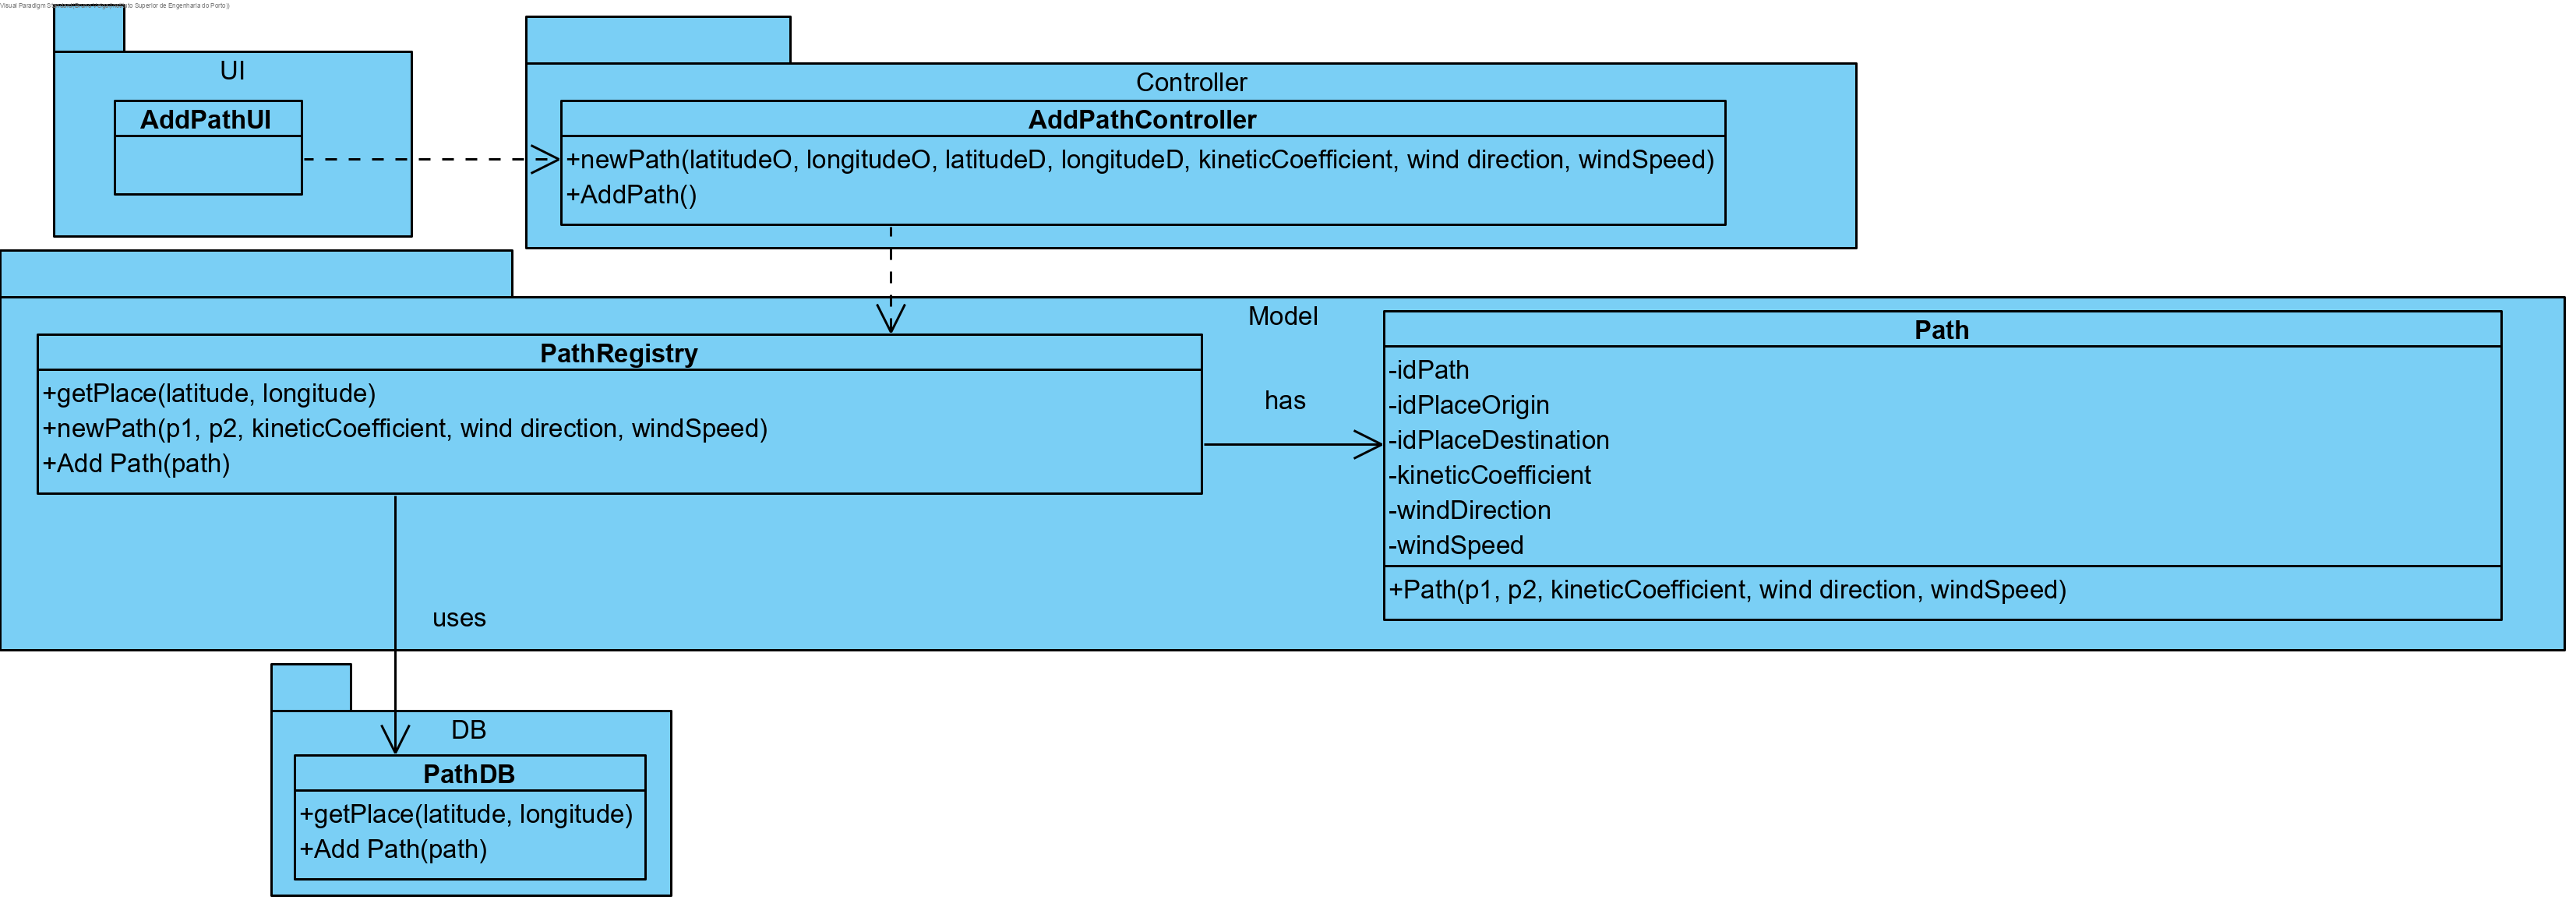 Visual Paradigm Standard
Instituto Superior de Engenharia do Porto))
UI
AddPathUI
Controller
AddPathController
+newPath(latitudeO, longitudeO, latitudeD, longitudeD, kineticCoefficient, wind direction, windSpeed)
+AddPath()
Model
PathRegistry
+getPlace(latitude, longitude)
+newPath(p1, p2, kineticCoefficient, wind direction, windSpeed)
+Add Path(path)
has
Path
-idPath
-idPlaceOrigin
-idPlaceDestination
-kineticCoefficient
-windDirection
-windSpeed
+Path(p1, p2, kineticCoefficient, wind direction, windSpeed)
uses
DB
PathDB
+getPlace(latitude, longitude)
+Add Path(path)